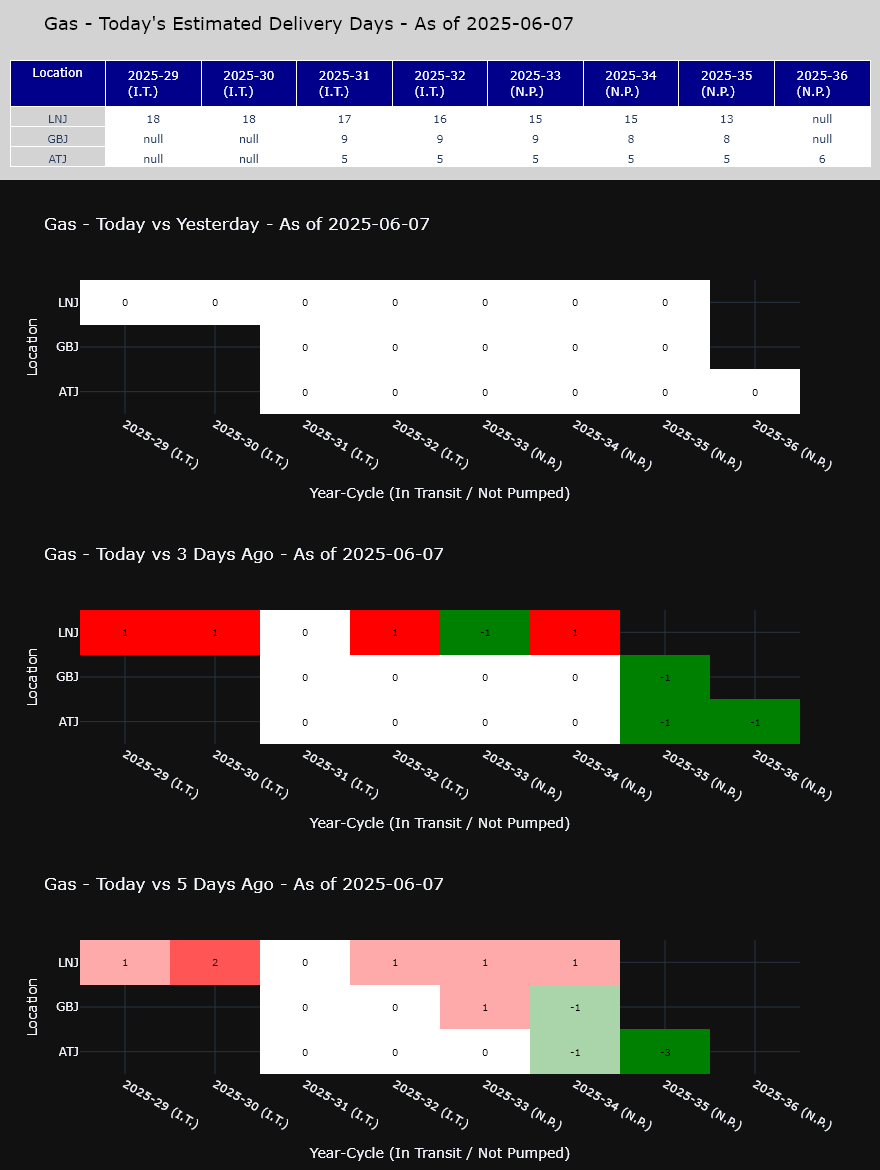 Gas - Today's Estimated Delivery Days - As of 2025-06-07
Location 2025-29 (I.T.) 2025-30 (I.T.) 2025-31 (I.T.) 2025-32 (I.T.) 2025-33 (N.P.) 2025-34 (N.P.) 2025-35 (N.P.) 2025-36 (N.P.)
LNJ 18 18 17 16 15 15 13 null
GBJ null null 9 9 9 8 8 null
ATJ null null 5 5 5 5 5 6
Gas - Today vs Yesterday - As of 2025-06-07
Location
LNJ 0 0 0 0 0 0 0
GBJ 0 0 0 0 0
ATJ 0 0 0 0 0 0
2025-29 (I.T.) 2025-30 (I.T.) 2025-31 (I.T.) 2025-32 (I.T.) 2025-33 (N.P.) 2025-34 (N.P.) 2025-35 (N.P.) 2025-36 (N.P.)
Year-Cycle (In Transit / Not Pumped)
Gas - Today vs 3 Days Ago - As of 2025-06-07
Location
LNJ 1 1 0 1 -1 1
GBJ 0 0 0 0 -1
ATJ 0 0 0 0 -1 -1
2025-29 (I.T.) 2025-30 (I.T.) 2025-31 (I.T.) 2025-32 (I.T.) 2025-33 (N.P.) 2025-34 (N.P.) 2025-35 (N.P.) 2025-36 (N.P.)
Year-Cycle (In Transit / Not Pumped)
Gas - Today vs 5 Days Ago - As of 2025-06-07
Location
LNJ 1 2 0 1 1 1
GBJ 0 0 1 -1
ATJ 0 0 0 -1 -3
2025-29 (I.T.) 2025-30 (I.T.) 2025-31 (I.T.) 2025-32 (I.T.) 2025-33 (N.P.) 2025-34 (N.P.) 2025-35 (N.P.) 2025-36 (N.P.)
Year-Cycle (In Transit / Not Pumped)